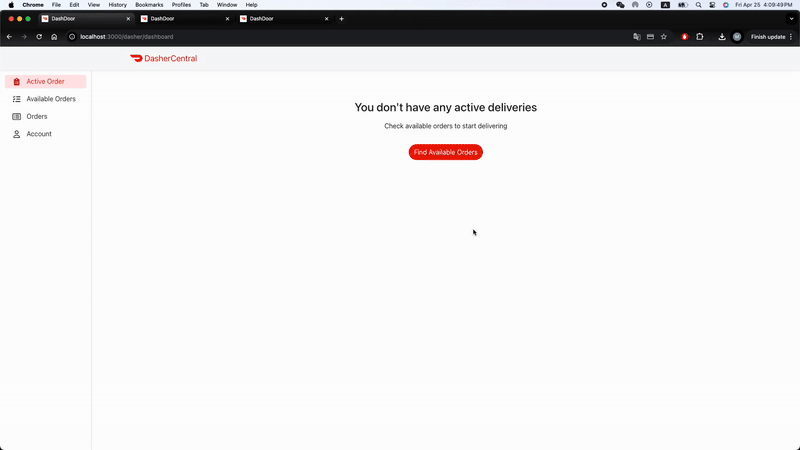 Chrome File Edit View History Bookmarks Profiles Tab Window Help Fri Apr 25 4:09:49 PM
DashDoor DashDoor DashDoor
localhost:3000/dasher/dashboard Finish update
DasherCentral
Active Order
Available Orders
Orders
Account
You don't have any active deliveries
Check available orders to start delivering
Find Available Orders